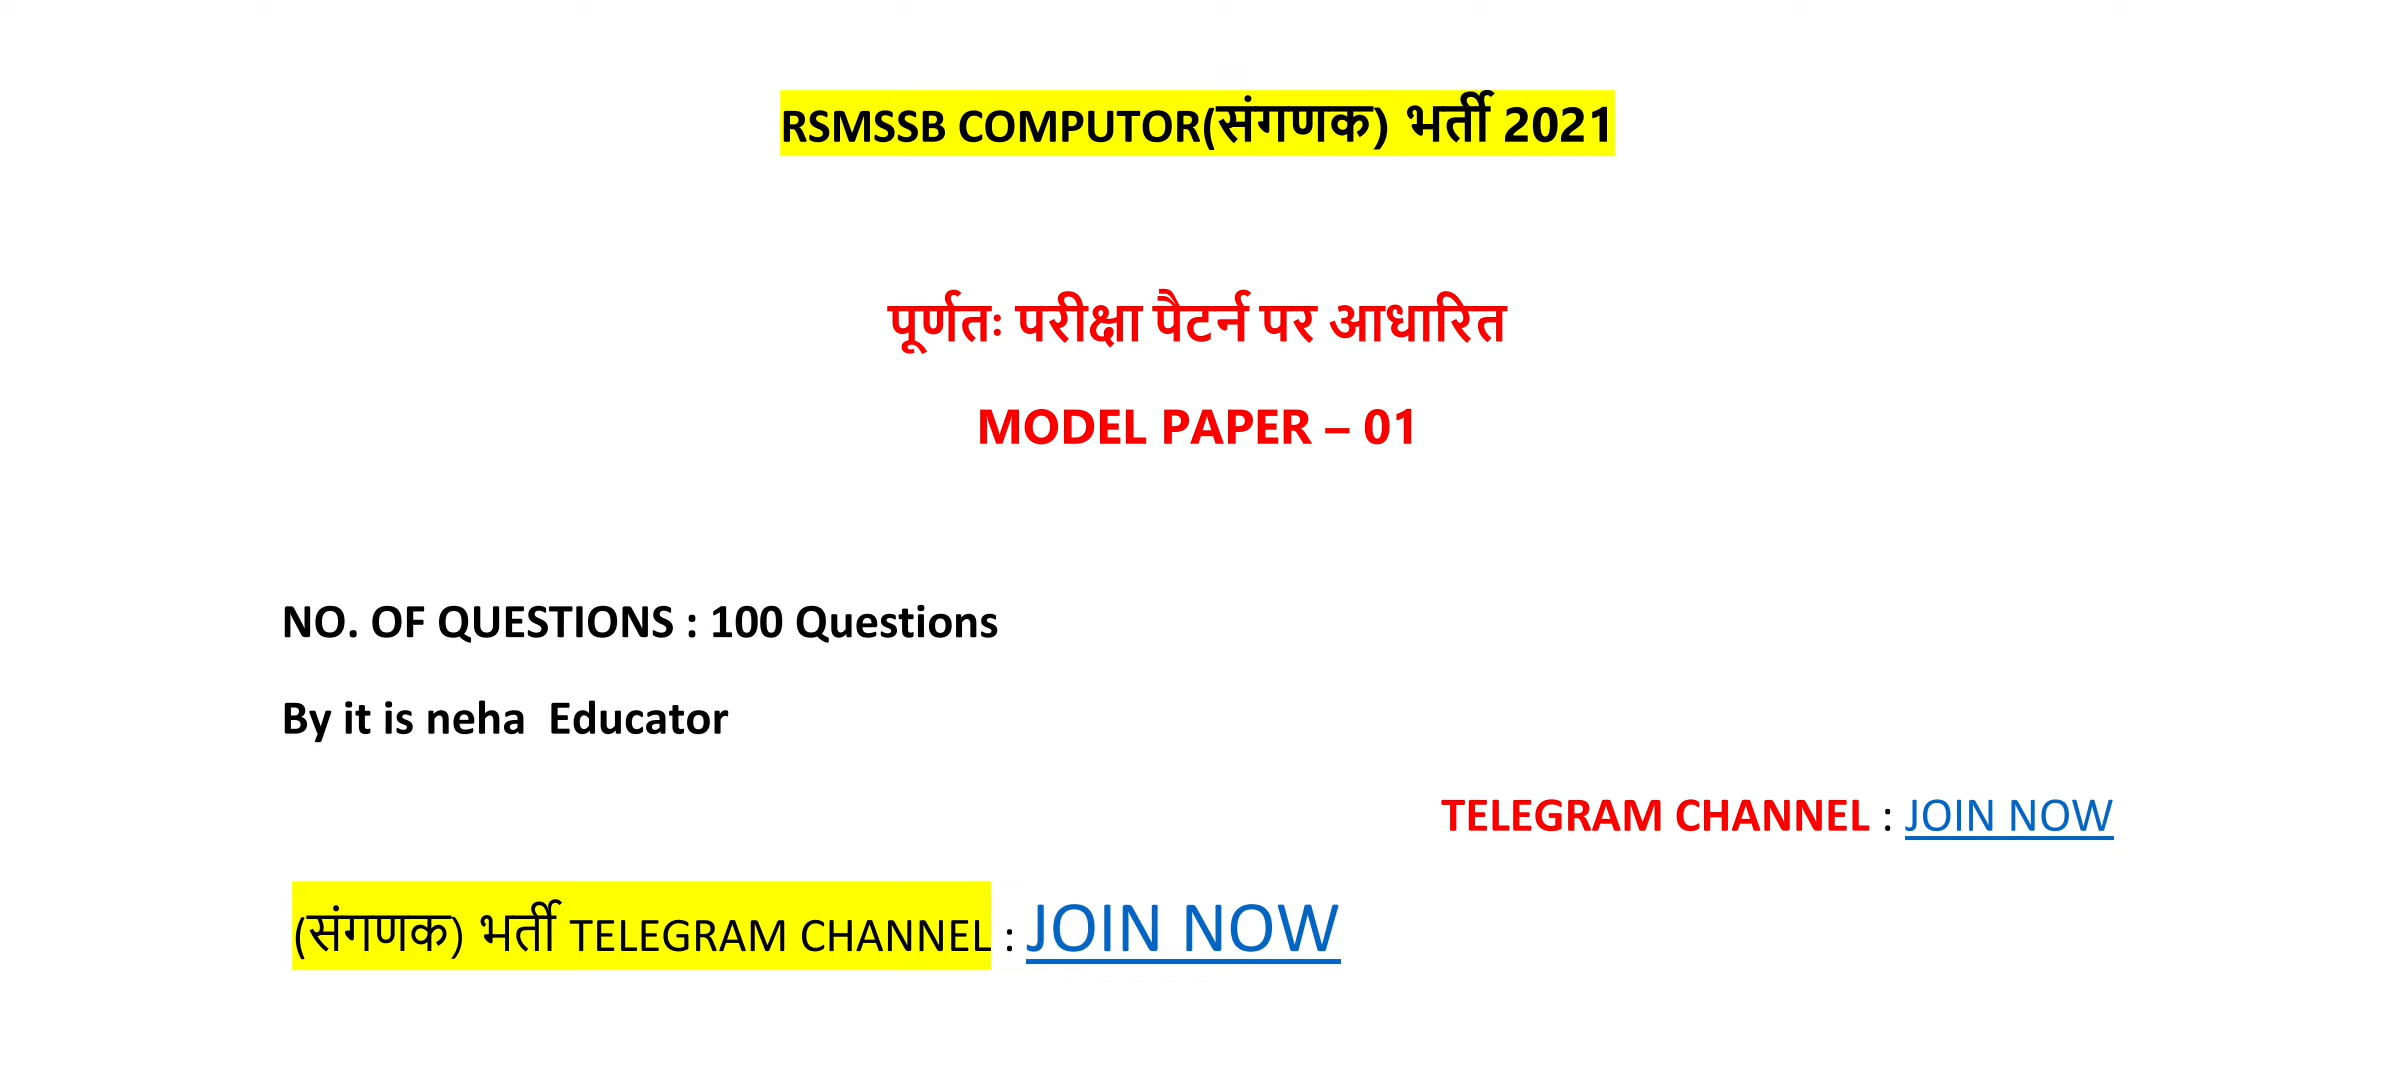 RSMSSB COMPUTOR(संगणक) भर्ती 2021
पूर्णतः परीक्षा पैटर्न पर आधारित
MODEL PAPER – 01
NO. OF QUESTIONS : 100 Questions
By it is neha  Educator
TELEGRAM CHANNEL : JOIN NOW
(संगणक) भर्ती TELEGRAM CHANNEL : JOIN NOW